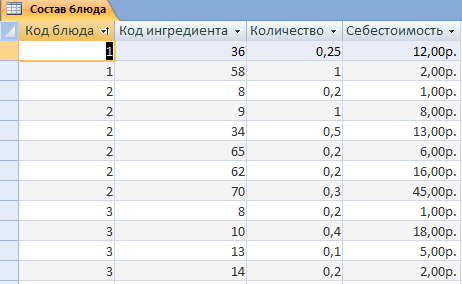 Состав блюда
Код блюда Код ингредиента Количество Себестоимость
1 36 0,25 12,00р.
1 58 1 2,00р.
2 8 0,2 1,00р.
2 9 1 8,00р.
2 34 0,5 13,00р.
2 65 0,2 6,00р.
2 62 0,2 16,00р.
2 70 0,3 45,00р.
3 8 0,2 1,00р.
3 10 0,4 18,00р.
3 13 0,1 5,00р.
3 14 0,2 2,00р.